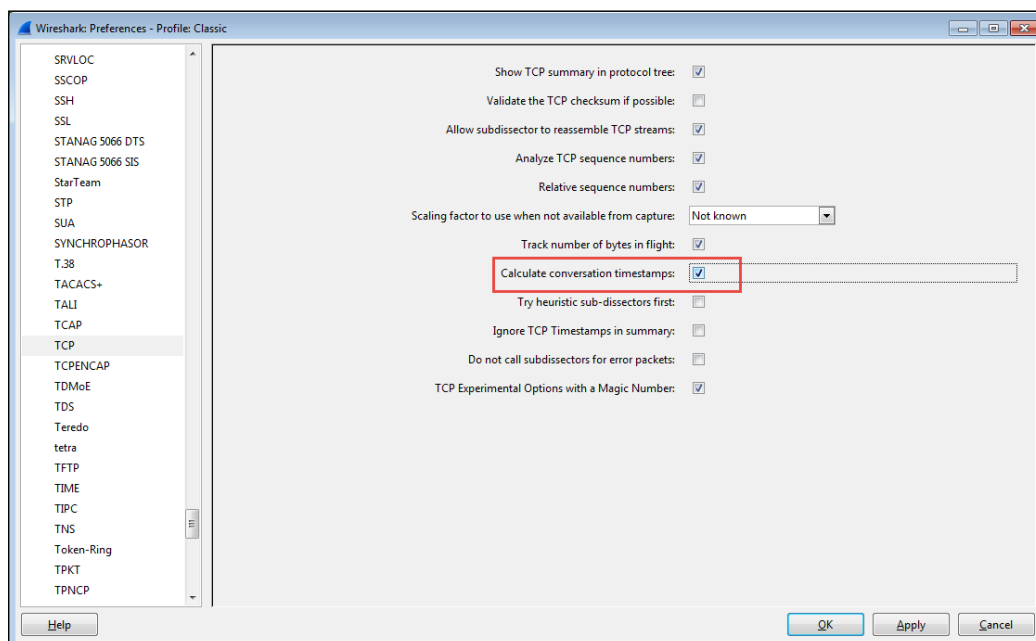 Wireshark: Preferences - Profile: Classic
SRVLOC
SSCOP
SSH
SSL
STANAG 5066 DTS
STANAG 5066 SIS
StarTeam
STP
SUA
SYNCHROPHASOR
T.38
TACACS+
TALI
TCAP
TCP
TCPENCAP
TDMoE
TDS
Teredo
tetra
TFTP
TIME
TIPC
TNS
Token-Ring
TPKT
TPNCP
Show TCP summary in protocol tree:
Validate the TCP checksum if possible:
Allow subdissector to reassemble TCP streams:
Analyze TCP sequence numbers:
Relative sequence numbers:
Scaling factor to use when not available from capture: Not known
Track number of bytes in flight:
Calculate conversation timestamps:
Try heuristic sub-dissectors first:
Ignore TCP Timestamps in summary:
Do not call subdissectors for error packets:
TCP Experimental Options with a Magic Number:
Help OK Apply Cancel